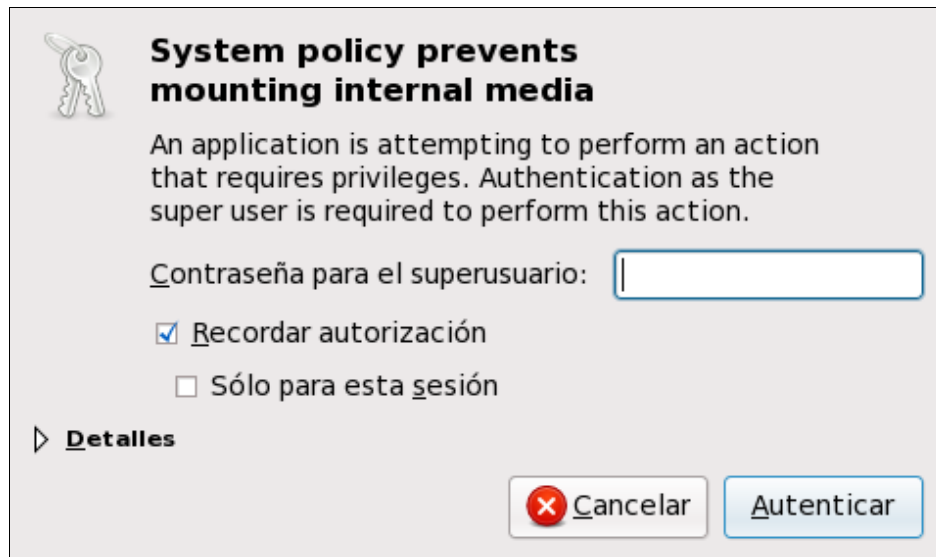 System policy prevents
mounting internal media
An application is attempting to perform an action
that requires privileges. Authentication as the
super user is required to perform this action.
Contraseña para el superusuario:
Recordar autorización
Sólo para esta sesión
Detalles
Cancelar
Autenticar